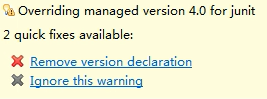 Overriding managed version 4.0 for junit
2 quick fixes available:
Remove version declaration
Ignore this warning